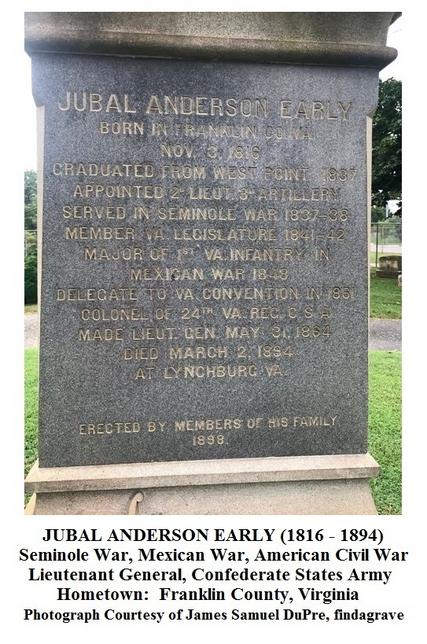 JUBAL ANDERSON EARLY
BORN IN FRANKLIN CO. VA.
NOV. 3, 1816
GRADUATED FROM WEST POINT 1837
APPOINTED 2D LIEUT. 3D ARTILLERY
SERVED IN SEMINOLE WAR 1837-38
MEMBER VA. LEGISLATURE 1841-42
MAJOR OF 1ST VA. INFANTRY IN
MEXICAN WAR 1848
DELEGATE TO VA. CONVENTION IN 1861
COLONEL OF 24TH VA. REG. C. S. A.
MADE LIEUT. GEN. MAY 31, 1864
DIED MARCH 2, 1894
AT LYNCHBURG VA.
ERECTED BY MEMBERS OF HIS FAMILY
1898.
JUBAL ANDERSON EARLY (1816 - 1894)
Seminole War, Mexican War, American Civil War
Lieutenant General, Confederate States Army
Hometown: Franklin County, Virginia
Photograph Courtesy of James Samuel DuPre, findagrave